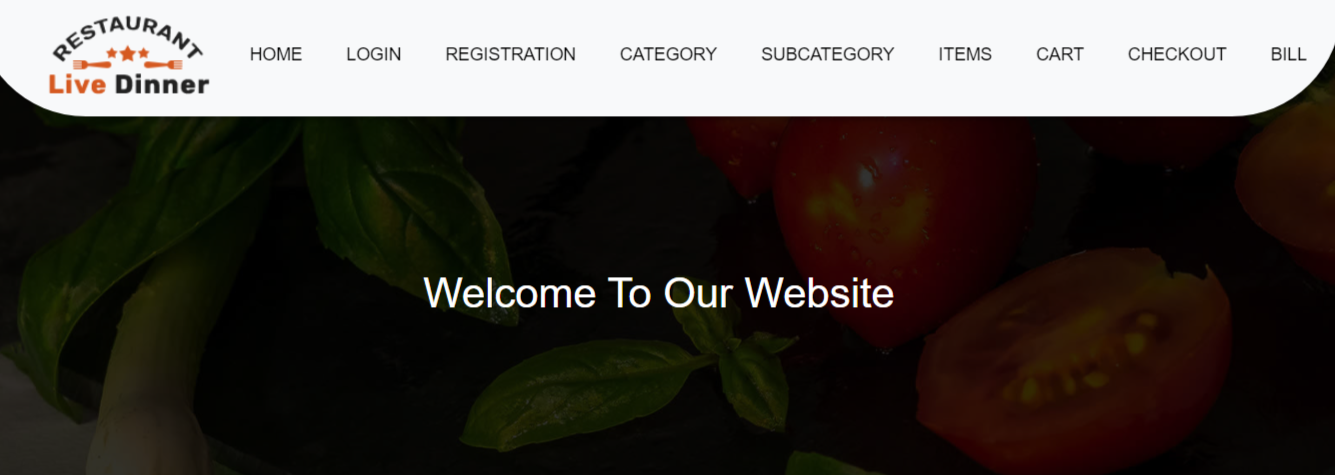 RESTAURANT
Live Dinner
HOME LOGIN REGISTRATION CATEGORY SUBCATEGORY ITEMS CART CHECKOUT BILL
Welcome To Our Website